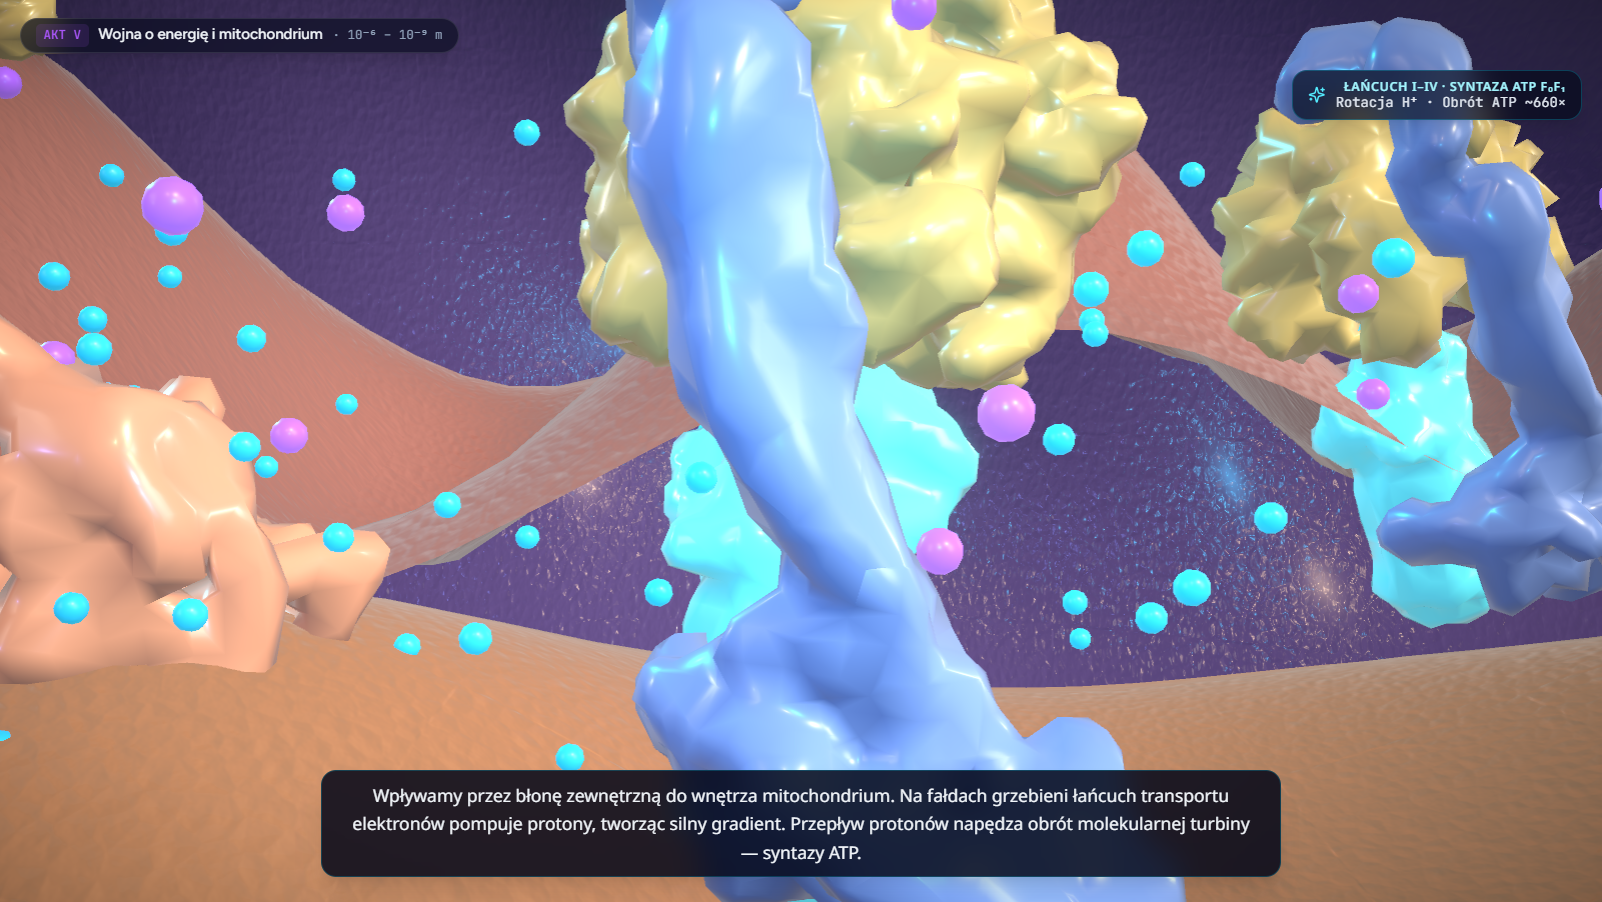 AKT V Wojna o energię i mitochondrium · 10⁻⁶ – 10⁻⁹ m
ŁAŃCUCH I–IV · SYNTAZA ATP F₀F₁
Rotacja H⁺ · Obrót ATP ~660×
Wpływamy przez błonę zewnętrzną do wnętrza mitochondrium. Na fałdach grzebieni łańcuch transportu
elektronów pompuje protony, tworząc silny gradient. Przepływ protonów napędza obrót molekularnej turbiny
— syntazy ATP.